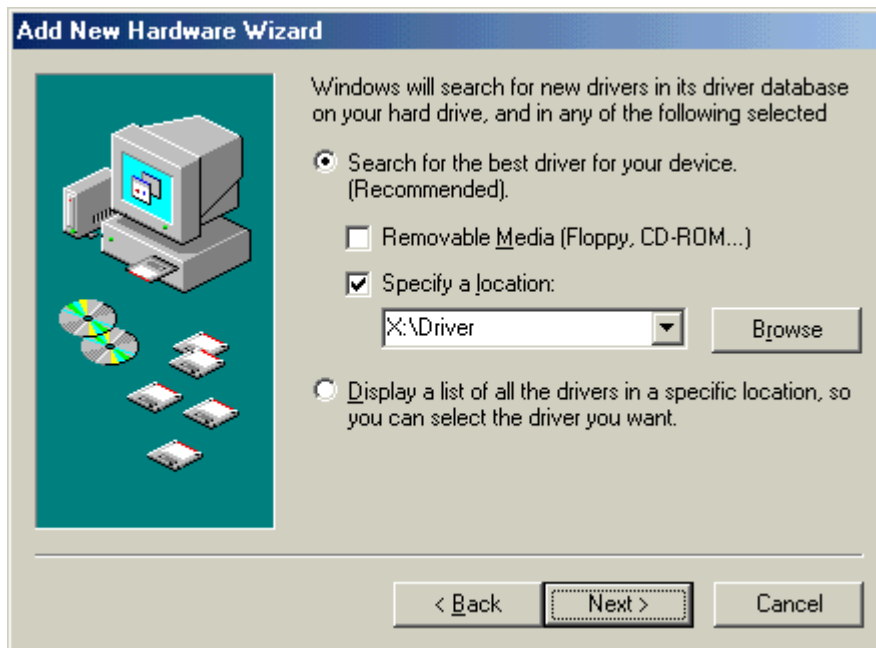 Add New Hardware Wizard
Windows will search for new drivers in its driver database
on your hard drive, and in any of the following selected
Search for the best driver for your device.
(Recommended).
Removable Media (Floppy, CD-ROM...)
Specify a location:
X:\Driver
Browse
Display a list of all the drivers in a specific location, so
you can select the driver you want.
< Back
Next >
Cancel